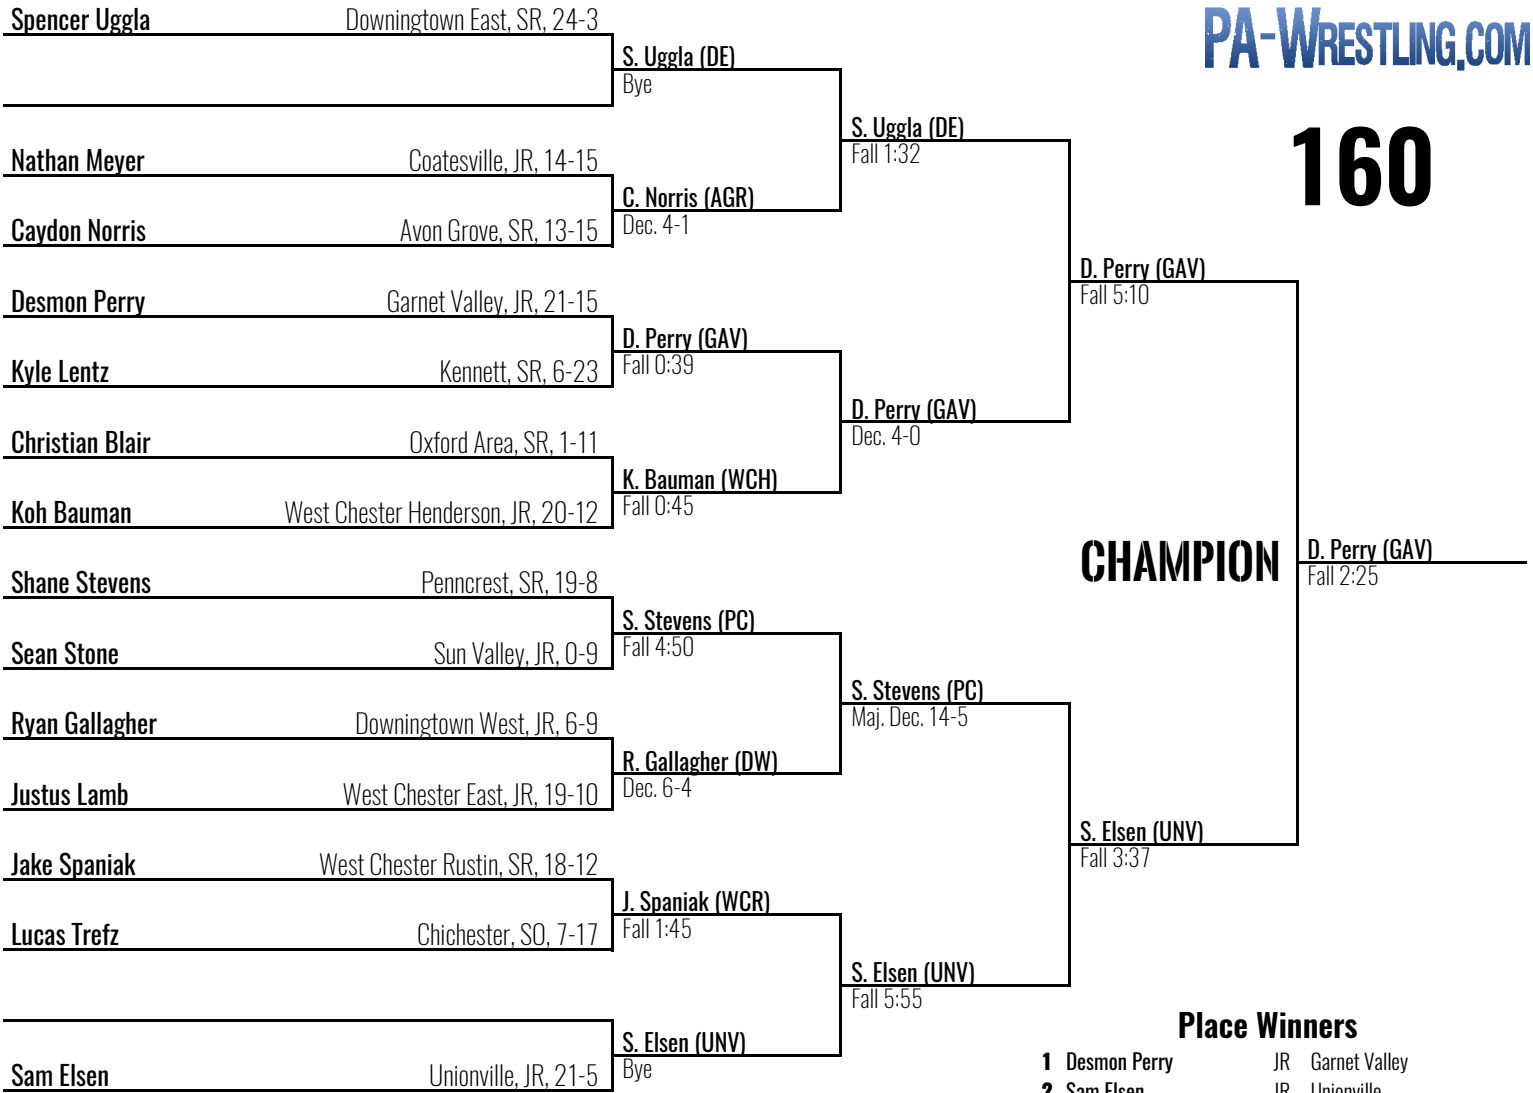 PA-WRESTLING.COM
160
Spencer Uggla Downingtown East, SR, 24-3
S. Uggla (DE)
Bye
Nathan Meyer Coatesville, JR, 14-15
Caydon Norris Avon Grove, SR, 13-15
C. Norris (AGR)
Dec. 4-1
S. Uggla (DE)
Fall 1:32
Desmon Perry Garnet Valley, JR, 21-15
Kyle Lentz Kennett, SR, 6-23
D. Perry (GAV)
Fall 0:39
Christian Blair Oxford Area, SR, 1-11
Koh Bauman West Chester Henderson, JR, 20-12
K. Bauman (WCH)
Fall 0:45
D. Perry (GAV)
Dec. 4-0
D. Perry (GAV)
Fall 5:10
Shane Stevens Penncrest, SR, 19-8
Sean Stone Sun Valley, JR, 0-9
S. Stevens (PC)
Fall 4:50
Ryan Gallagher Downingtown West, JR, 6-9
Justus Lamb West Chester East, JR, 19-10
R. Gallagher (DW)
Dec. 6-4
S. Stevens (PC)
Maj. Dec. 14-5
Jake Spaniak West Chester Rustin, SR, 18-12
Lucas Trefz Chichester, SO, 7-17
J. Spaniak (WCR)
Fall 1:45
Sam Elsen Unionville, JR, 21-5
S. Elsen (UNV)
Bye
S. Elsen (UNV)
Fall 5:55
S. Elsen (UNV)
Fall 3:37
CHAMPION
D. Perry (GAV)
Fall 2:25
Place Winners
1 Desmon Perry JR Garnet Valley
2 Sam Elsen JR Unionville